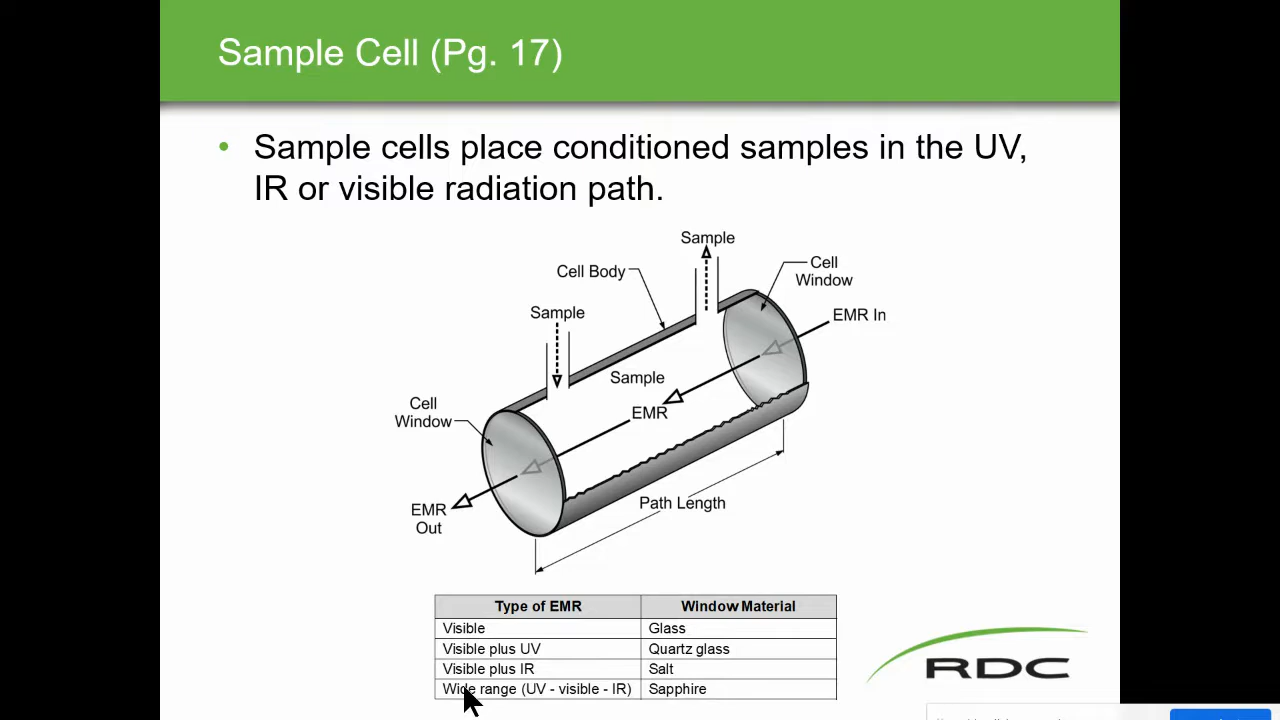 Sample Cell (Pg. 17)
• Sample cells place conditioned samples in the UV,
IR or visible radiation path.
Sample
Cell Body
Cell
Window
Sample
EMR In
Sample
Cell
Window
EMR
Path Length
EMR
Out
Type of EMR Window Material
Visible Glass
Visible plus UV Quartz glass
Visible plus IR Salt
Wide range (UV - visible - IR) Sapphire
RDC